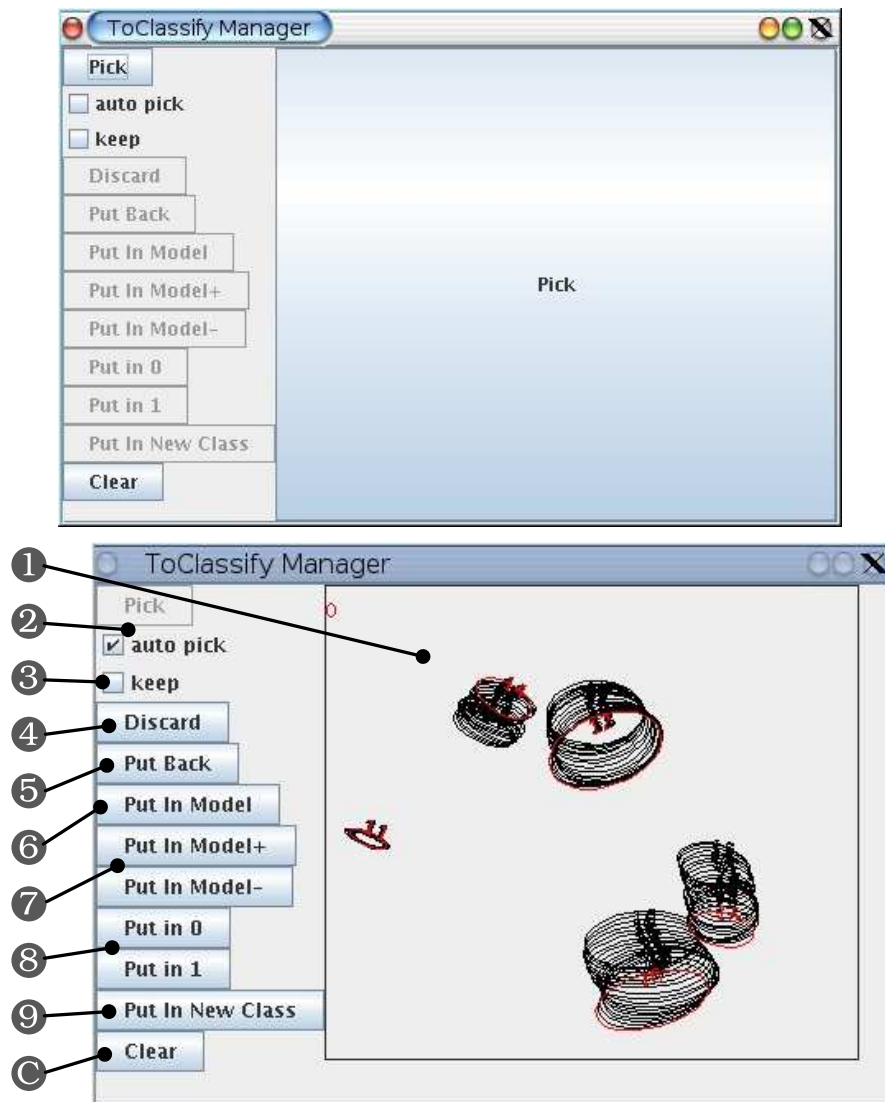 ToClassify Manager
Pick
auto pick
keep
Discard
Put Back
Put In Model
Put In Model+
Put In Model-
Put in 0
Put in 1
Put In New Class
Clear
Pick
ToClassify Manager
1
Pick
0
2
auto pick
3
keep
4
Discard
5
Put Back
6
Put In Model
Put In Model+
7
Put In Model-
Put in 0
8
Put in 1
9
Put In New Class
Clear
C